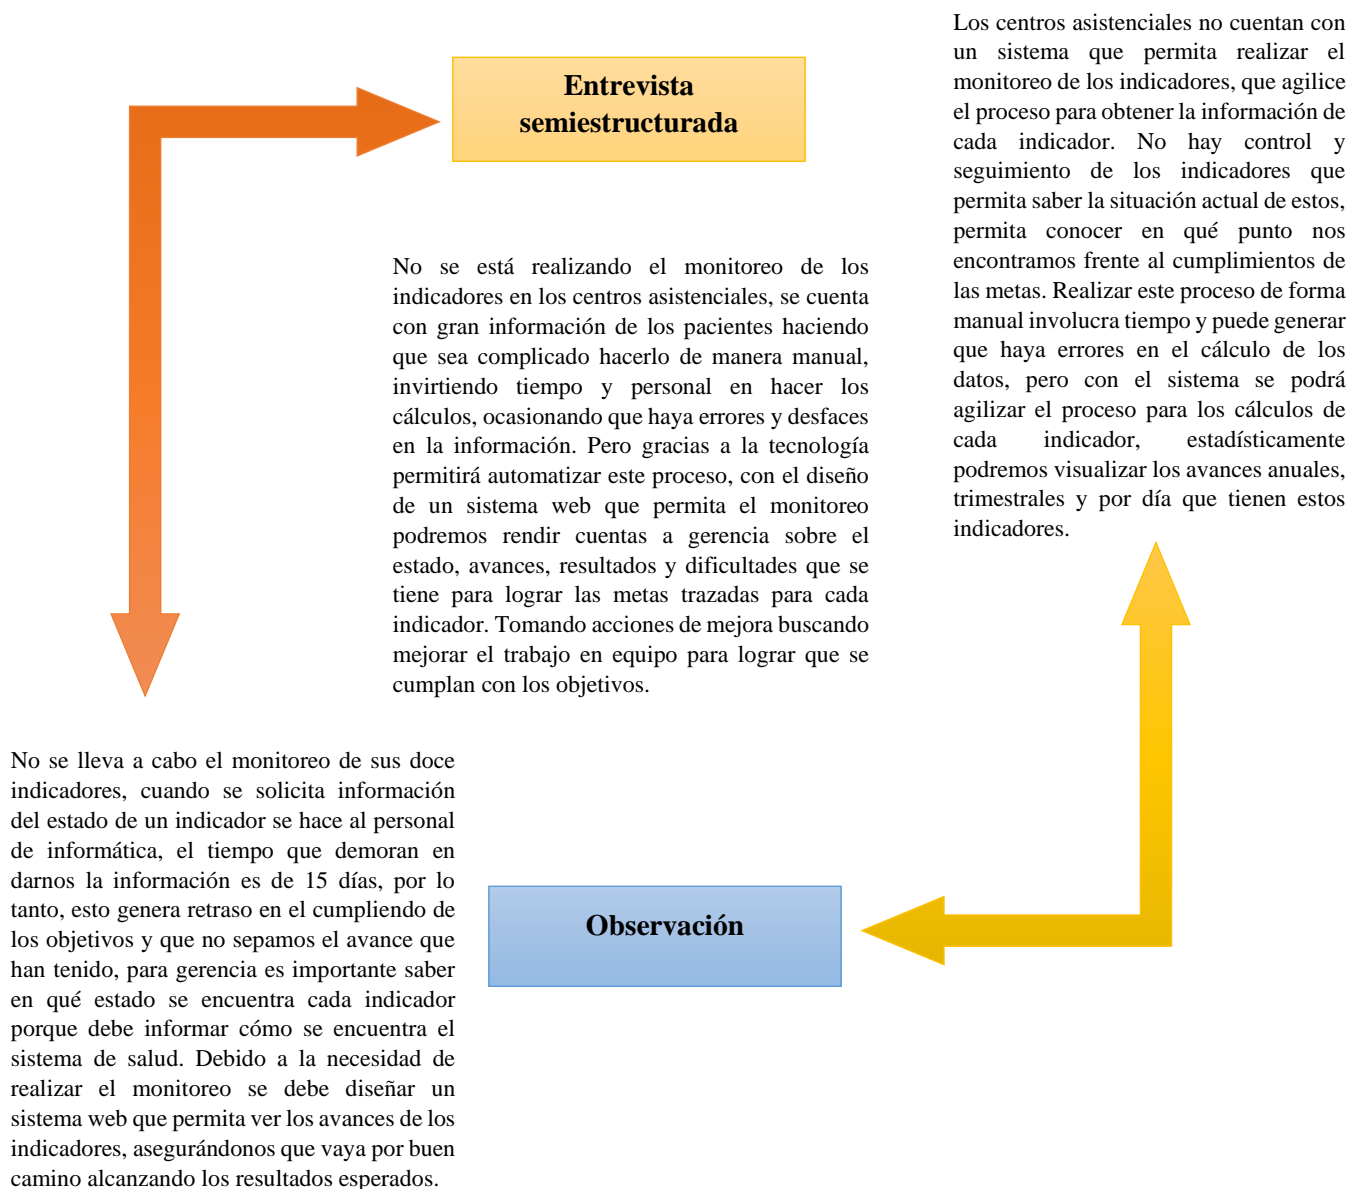 Entrevista
semiestructurada
Los centros asistenciales no cuentan con
un sistema que permita realizar el
monitoreo de los indicadores, que agilice
el proceso para obtener la información de
cada indicador. No hay control y
seguimiento de los indicadores que
permita saber la situación actual de estos,
permita conocer en qué punto nos
encontramos frente al cumplimientos de
las metas. Realizar este proceso de forma
manual involucra tiempo y puede generar
que haya errores en el cálculo de los
datos, pero con el sistema se podrá
agilizar el proceso para los cálculos de
cada indicador, estadísticamente
podremos visualizar los avances anuales,
trimestrales y por día que tienen estos
indicadores.
No se está realizando el monitoreo de los
indicadores en los centros asistenciales, se cuenta
con gran información de los pacientes haciendo
que sea complicado hacerlo de manera manual,
invirtiendo tiempo y personal en hacer los
cálculos, ocasionando que haya errores y desfaces
en la información. Pero gracias a la tecnología
permitirá automatizar este proceso, con el diseño
de un sistema web que permita el monitoreo
podremos rendir cuentas a gerencia sobre el
estado, avances, resultados y dificultades que se
tiene para lograr las metas trazadas para cada
indicador. Tomando acciones de mejora buscando
mejorar el trabajo en equipo para lograr que se
cumplan con los objetivos.
No se lleva a cabo el monitoreo de sus doce
indicadores, cuando se solicita información
del estado de un indicador se hace al personal
de informática, el tiempo que demoran en
darnos la información es de 15 días, por lo
tanto, esto genera retraso en el cumpliendo de
los objetivos y que no sepamos el avance que
han tenido, para gerencia es importante saber
en qué estado se encuentra cada indicador
porque debe informar cómo se encuentra el
sistema de salud. Debido a la necesidad de
realizar el monitoreo se debe diseñar un
sistema web que permita ver los avances de los
indicadores, asegurándonos que vaya por buen
camino alcanzando los resultados esperados.
Observación